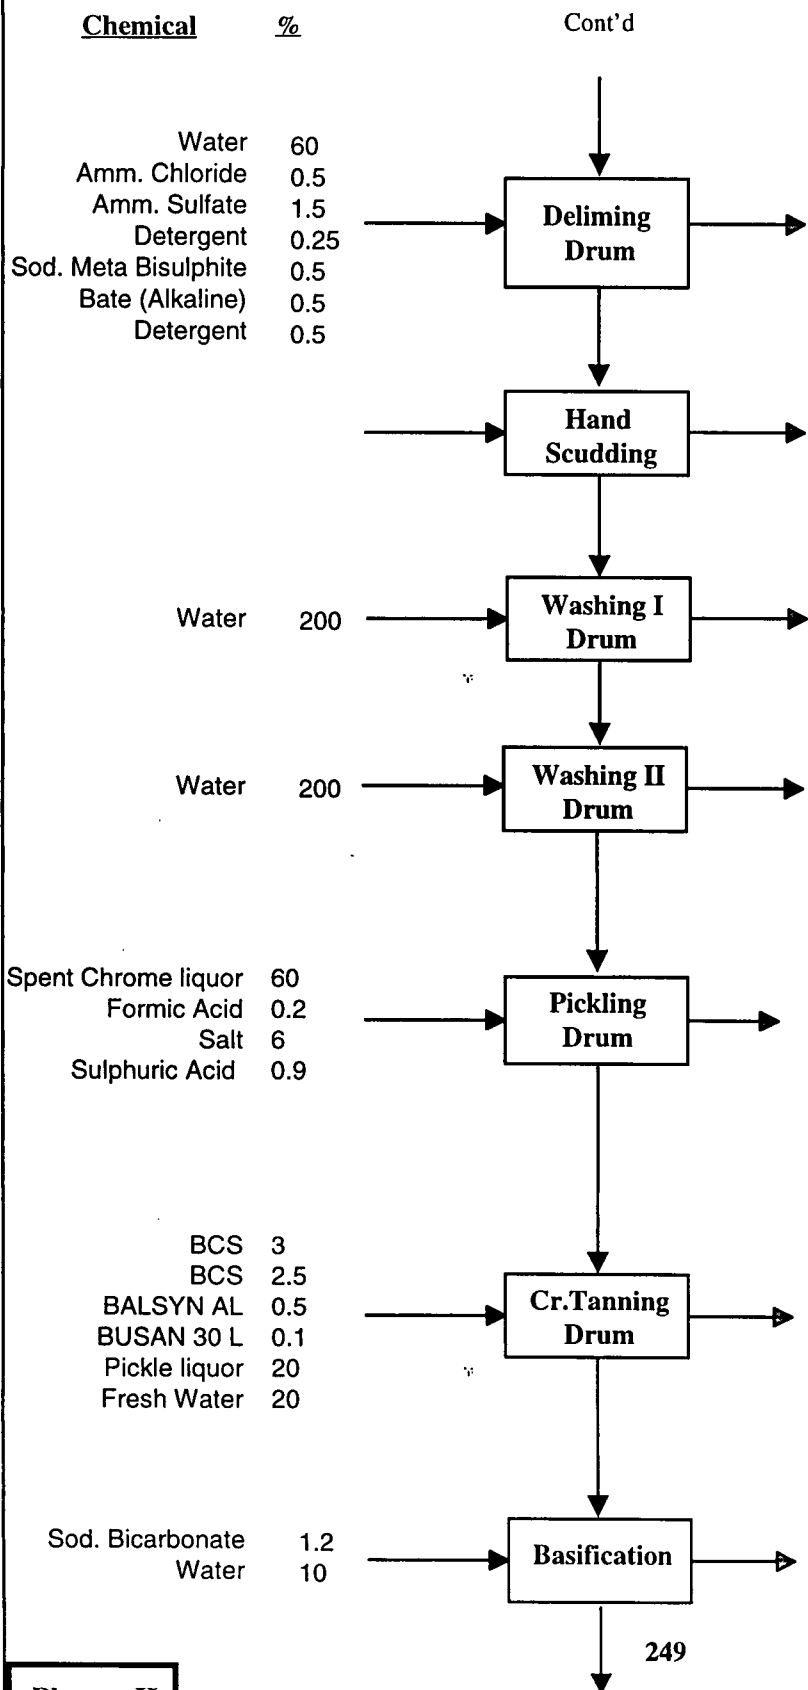 Chemical %
Cont'd
Water 60
Amm. Chloride 0.5
Amm. Sulfate 1.5
Detergent 0.25
Sod. Meta Bisulphite 0.5
Bate (Alkaline) 0.5
Detergent 0.5
Deliming
Drum
Hand
Scudding
Water 200
Washing I
Drum
Water 200
Washing II
Drum
Spent Chrome liquor 60
Formic Acid 0.2
Salt 6
Sulphuric Acid 0.9
Pickling
Drum
BCS 3
BCS 2.5
BALSYN AL 0.5
BUSAN 30 L 0.1
Pickle liquor 20
Fresh Water 20
Cr.Tanning
Drum
Sod. Bicarbonate 1.2
Water 10
Basification
249